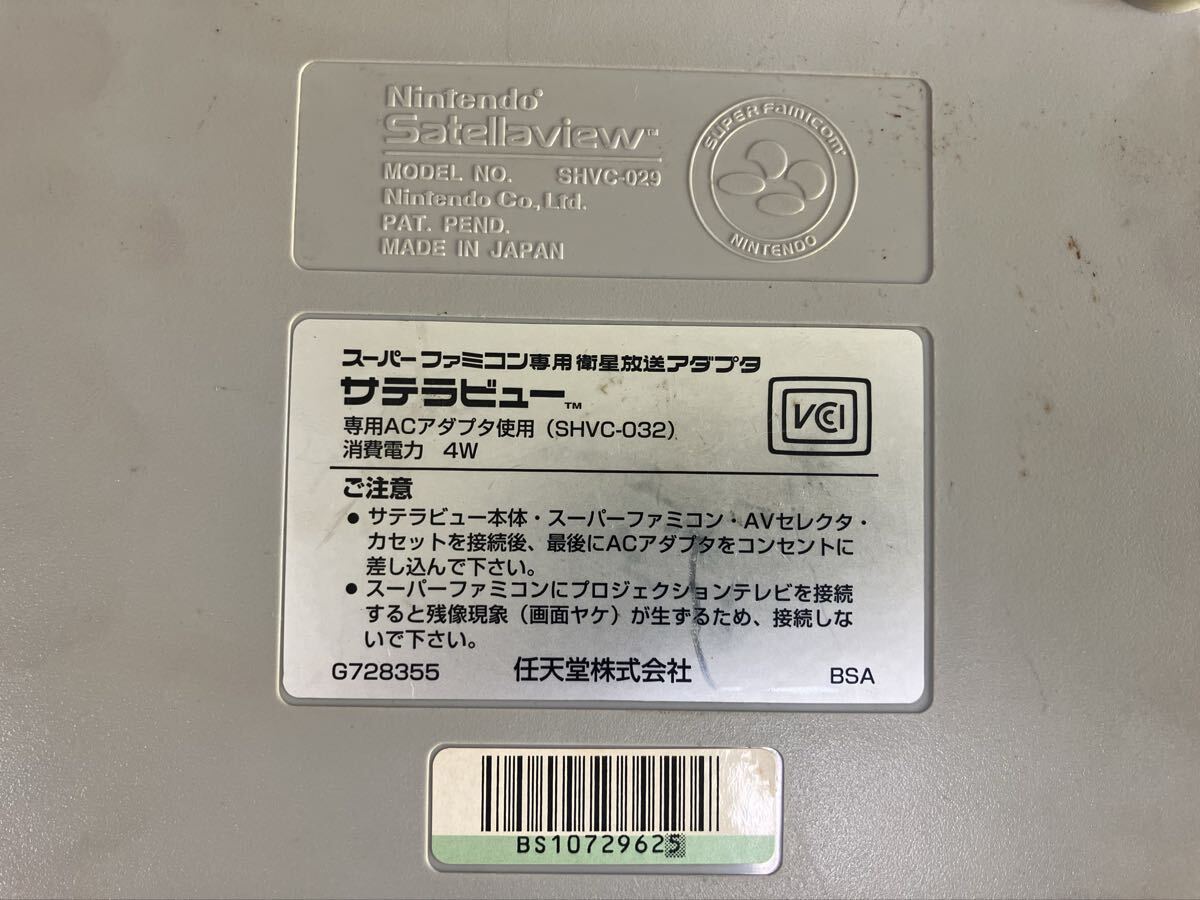 Nintendo®
Satellaview™
MODEL NO. SHVC-029
Nintendo Co., Ltd.
PAT. PEND.
MADE IN JAPAN
SUPER FAMICOM
NINTENDO
スーパーファミコン専用衛星放送アダプタ
サテラビュー™
専用ACアダプタ使用（SHVC-032）
消費電力 4W
VCCI
ご注意
● サテラビュー本体・スーパーファミコン・AVセレクタ・
カセットを接続後、最後にACアダプタをコンセントに
差し込んで下さい。
● スーパーファミコンにプロジェクションテレビを接続
すると残像現象（画面ヤケ）が生ずるため、接続しな
いで下さい。
G728355 任天堂株式会社 BSA
BS10729625